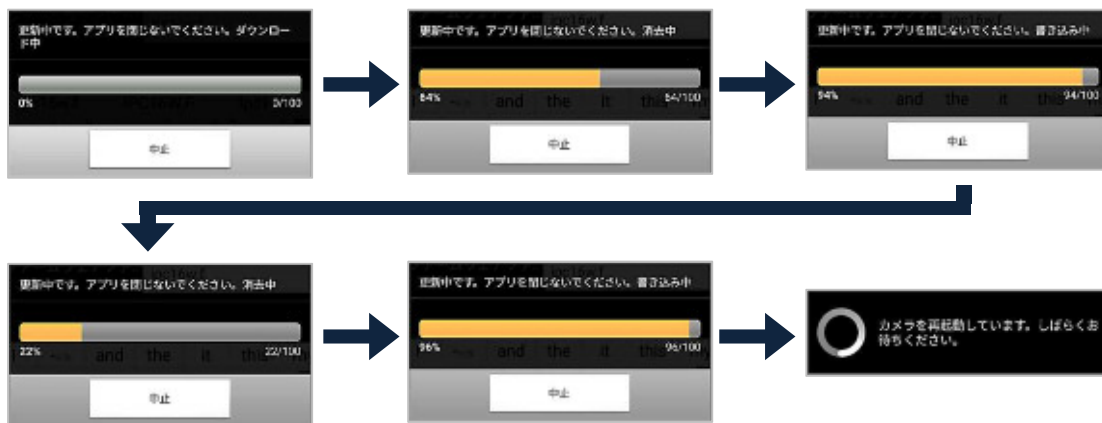 更新中です。アプリを閉じないでください。ダウンロー
ド中
0%
0/100
中止
更新中です。アプリを閉じないでください。消去中
64%
and the it this
64/100
中止
更新中です。アプリを閉じないでください。書き込み中
94%
and the it this
94/100
中止
更新中です。アプリを閉じないでください。消去中
22%
and the it this my
22/100
中止
更新中です。アプリを閉じないでください。書き込み中
96%
and the it this my
96/100
中止
カメラを再起動しています。しばらくお
待ちください。